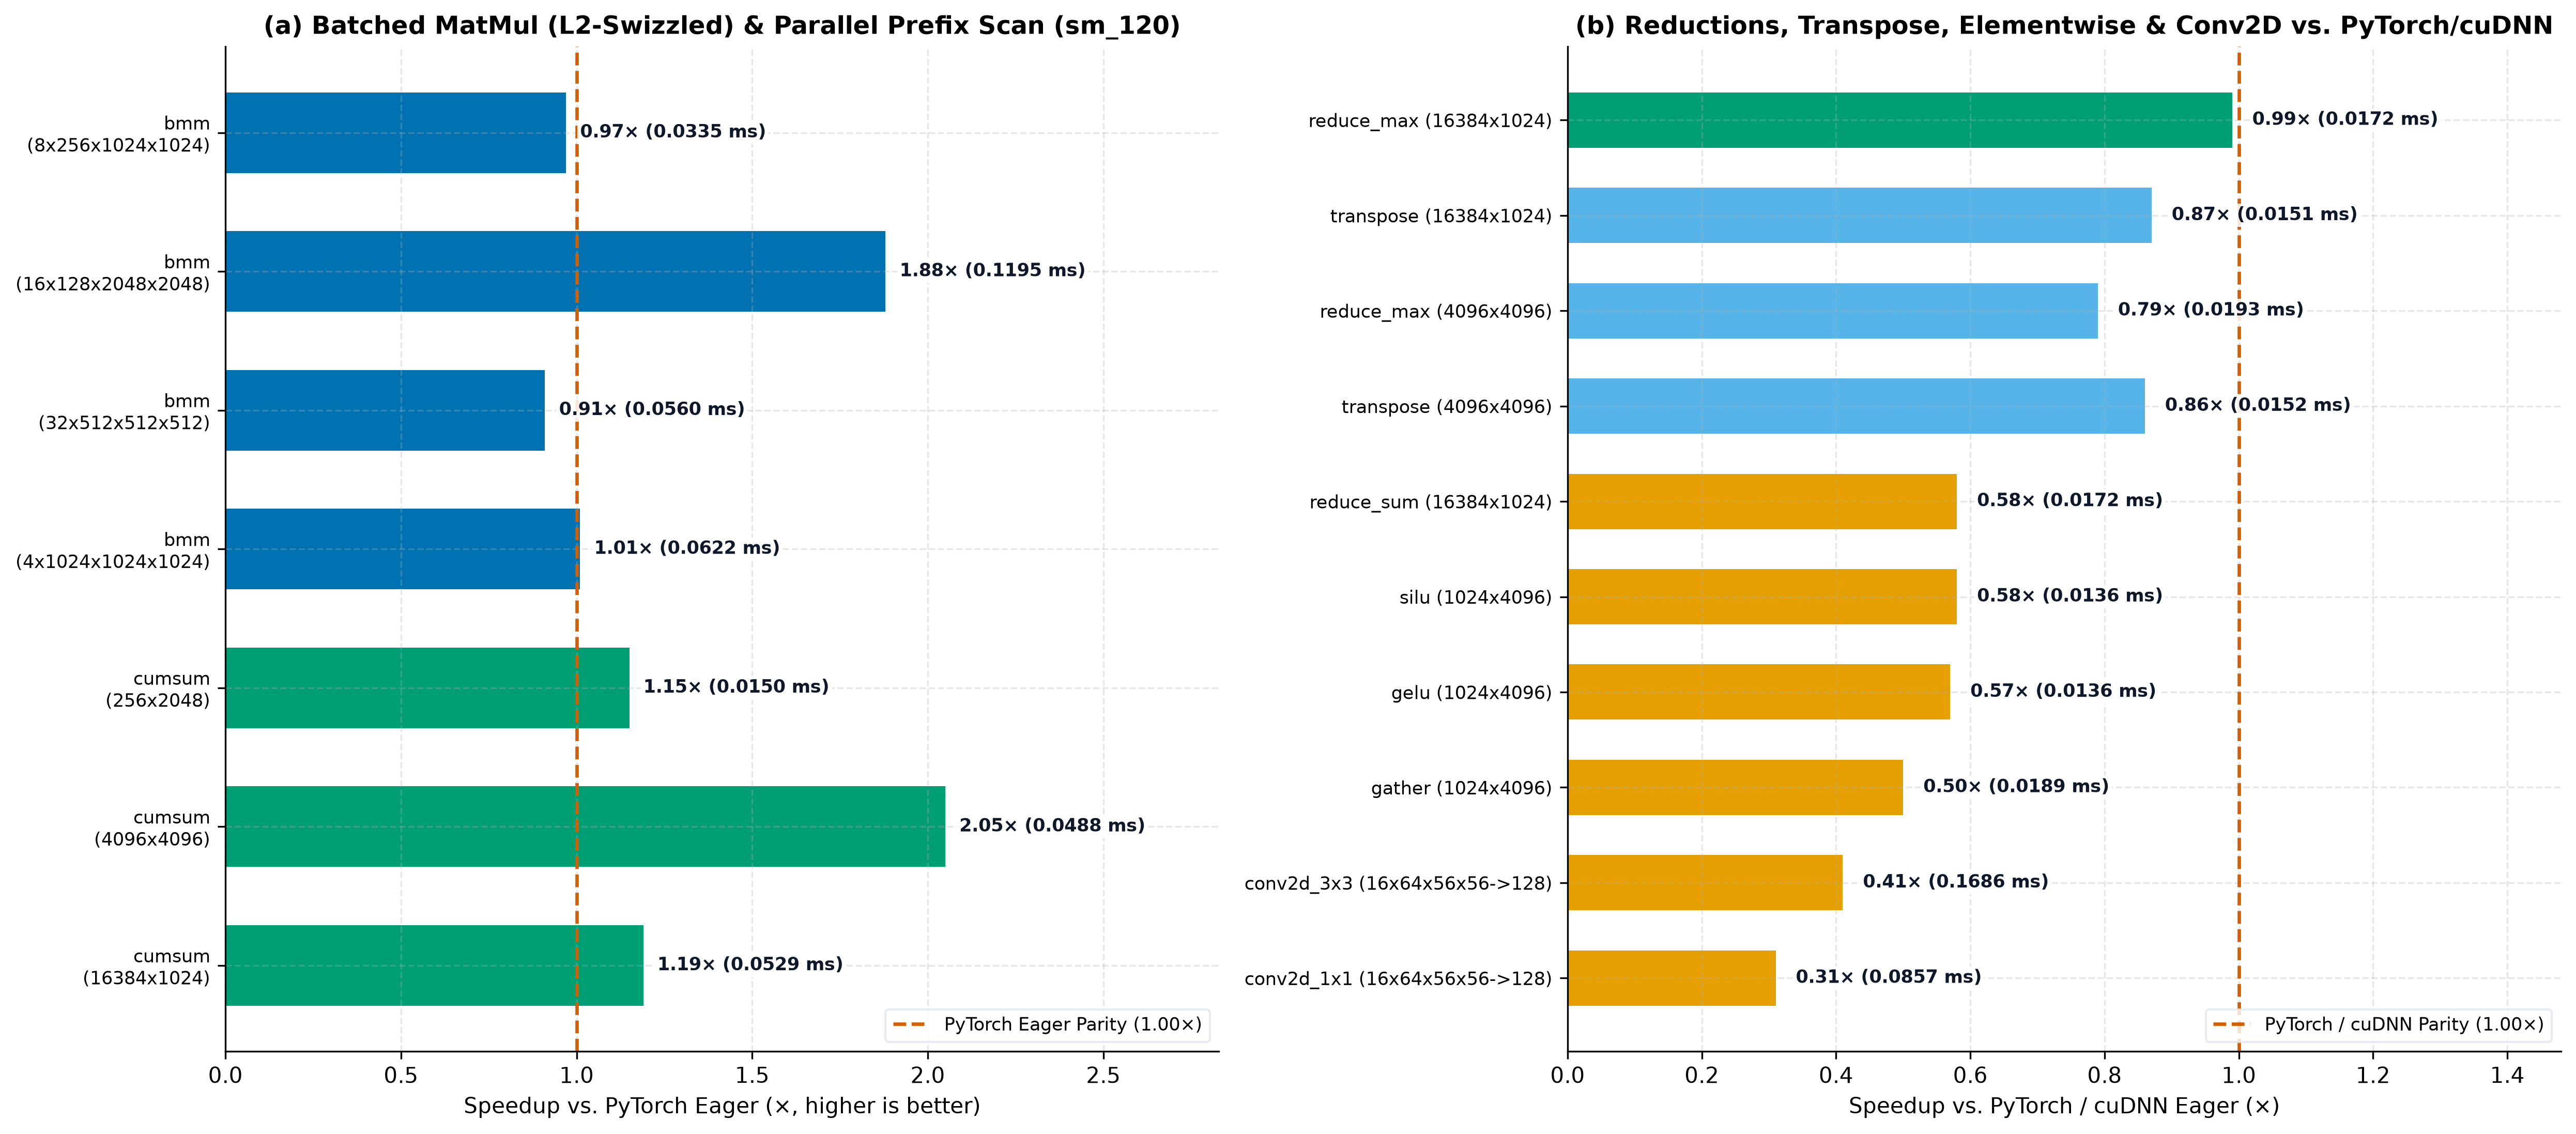 (a) Batched MatMul (L2-Swizzled) & Parallel Prefix Scan (sm_120)
bmm
(8x256x1024x1024)
0.97× (0.0335 ms)
bmm
(16x128x2048x2048)
1.88× (0.1195 ms)
bmm
(32x512x512x512)
0.91× (0.0560 ms)
bmm
(4x1024x1024x1024)
1.01× (0.0622 ms)
cumsum
(256x2048)
1.15× (0.0150 ms)
cumsum
(4096x4096)
2.05× (0.0488 ms)
cumsum
(16384x1024)
1.19× (0.0529 ms)
PyTorch Eager Parity (1.00×)
0.0 0.5 1.0 1.5 2.0 2.5
Speedup vs. PyTorch Eager (×, higher is better)
(b) Reductions, Transpose, Elementwise & Conv2D vs. PyTorch/cuDNN
reduce_max (16384x1024) 0.99× (0.0172 ms)
transpose (16384x1024) 0.87× (0.0151 ms)
reduce_max (4096x4096) 0.79× (0.0193 ms)
transpose (4096x4096) 0.86× (0.0152 ms)
reduce_sum (16384x1024) 0.58× (0.0172 ms)
silu (1024x4096) 0.58× (0.0136 ms)
gelu (1024x4096) 0.57× (0.0136 ms)
gather (1024x4096) 0.50× (0.0189 ms)
conv2d_3x3 (16x64x56x56->128) 0.41× (0.1686 ms)
conv2d_1x1 (16x64x56x56->128) 0.31× (0.0857 ms)
PyTorch / cuDNN Parity (1.00×)
0.0 0.2 0.4 0.6 0.8 1.0 1.2 1.4
Speedup vs. PyTorch / cuDNN Eager (×)